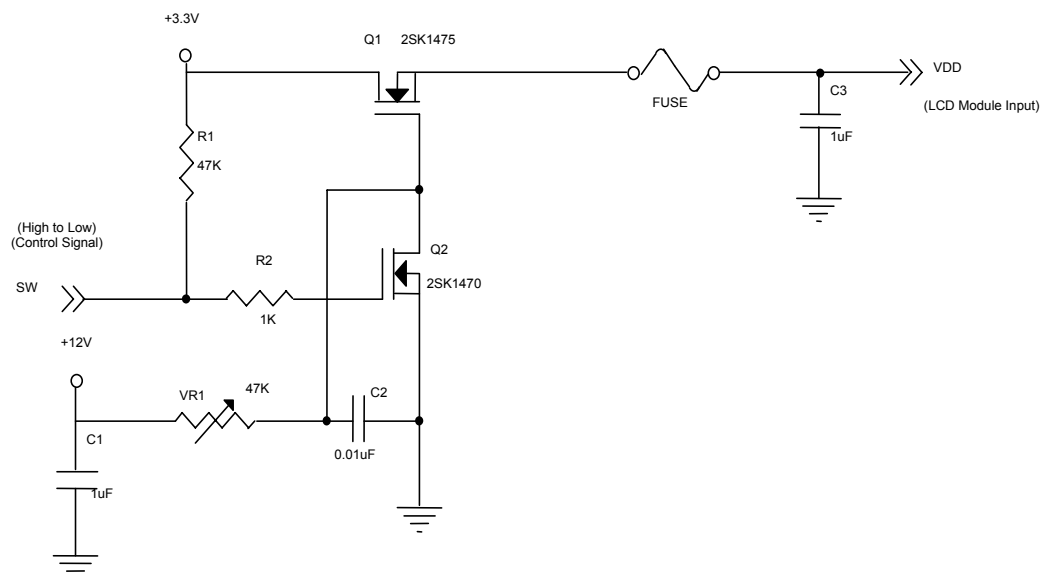 +3.3V
Q1 2SK1475
VDD
FUSE
C3
(LCD Module Input)
1uF
R1
47K
(High to Low)
(Control Signal)
Q2
R2
2SK1470
SW
1K
+12V
VR1
47K
C2
C1
0.01uF
1uF